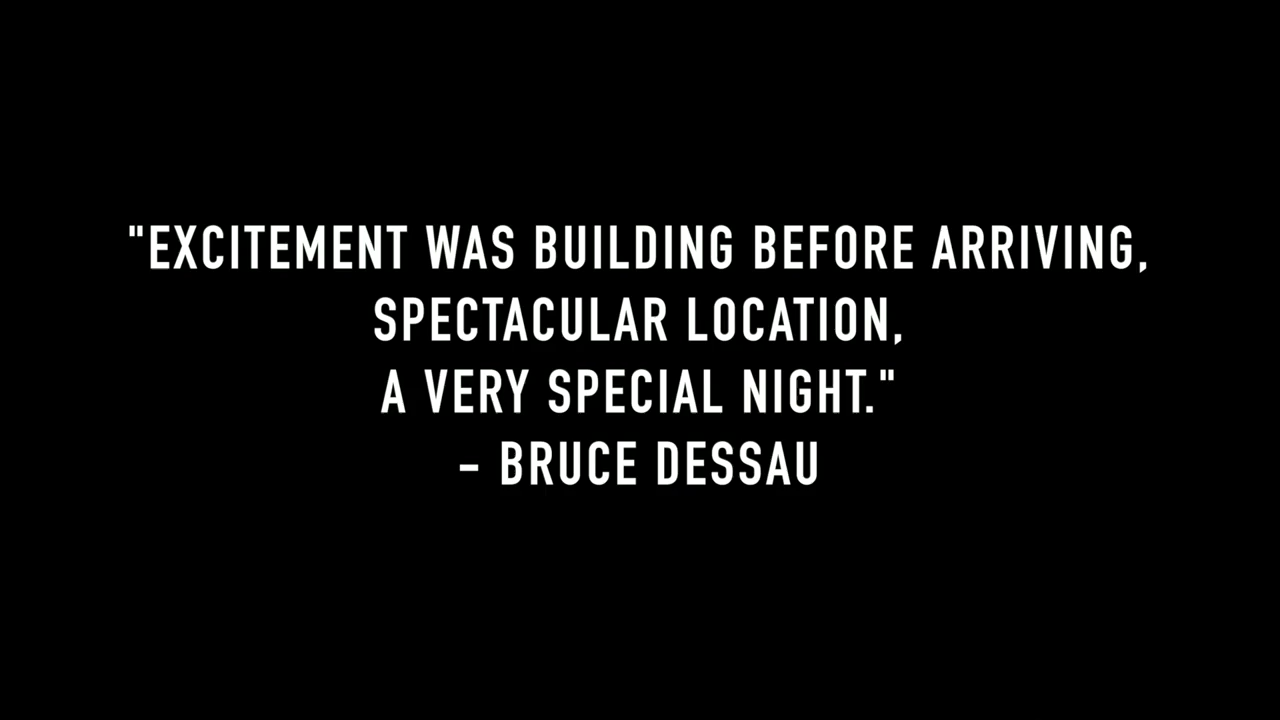 "EXCITEMENT WAS BUILDING BEFORE ARRIVING,
SPECTACULAR LOCATION,
A VERY SPECIAL NIGHT."
- BRUCE DESSAU